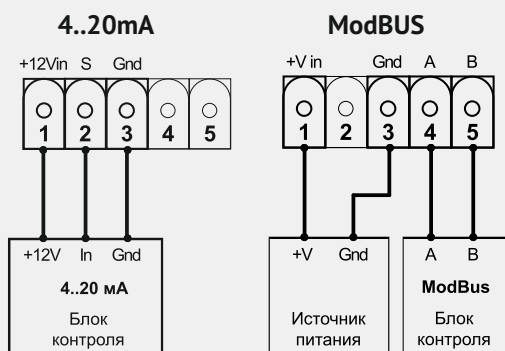 4..20mA
+12Vin S Gnd
1 2 3 4 5
+12V In Gnd
4..20 мА
Блок
контроля
ModBUS
+V in Gnd A B
1 2 3 4 5
+V Gnd
Источник
питания
A B
ModBus
Блок
контроля